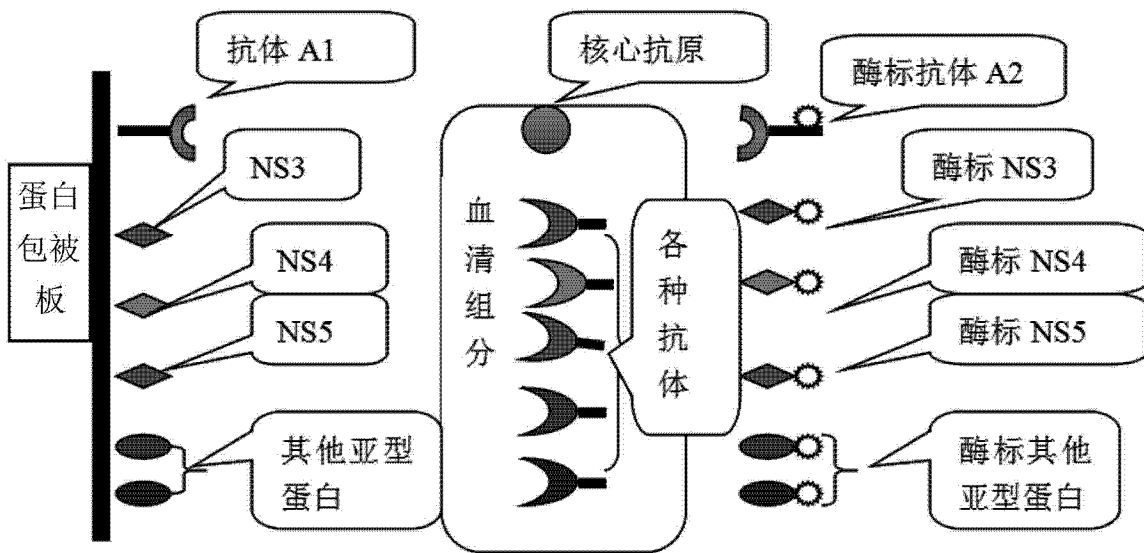 抗体 A1
核心抗原
酶标抗体 A2
NS3
酶标 NS3
蛋白
包被
板
血
清
组
分
各
种
抗
体
NS4
酶标 NS4
NS5
酶标 NS5
其他亚型
蛋白
酶标其他
亚型蛋白